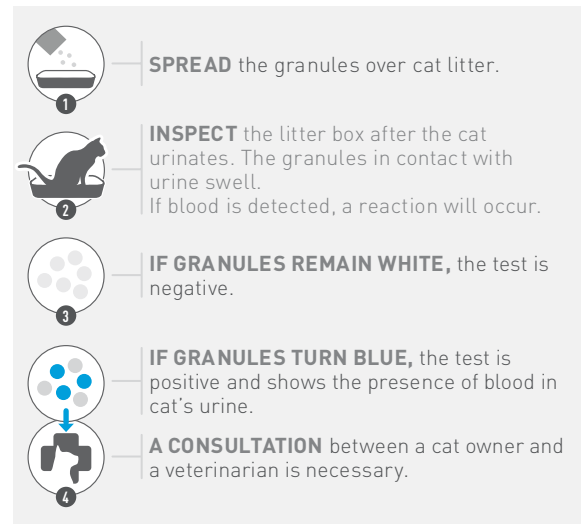 SPREAD the granules over cat litter.
1
INSPECT the litter box after the cat
urinates. The granules in contact with
urine swell.
If blood is detected, a reaction will occur.
2
IF GRANULES REMAIN WHITE, the test is
negative.
3
IF GRANULES TURN BLUE, the test is
positive and shows the presence of blood in
cat's urine.
A CONSULTATION between a cat owner and
a veterinarian is necessary.
4